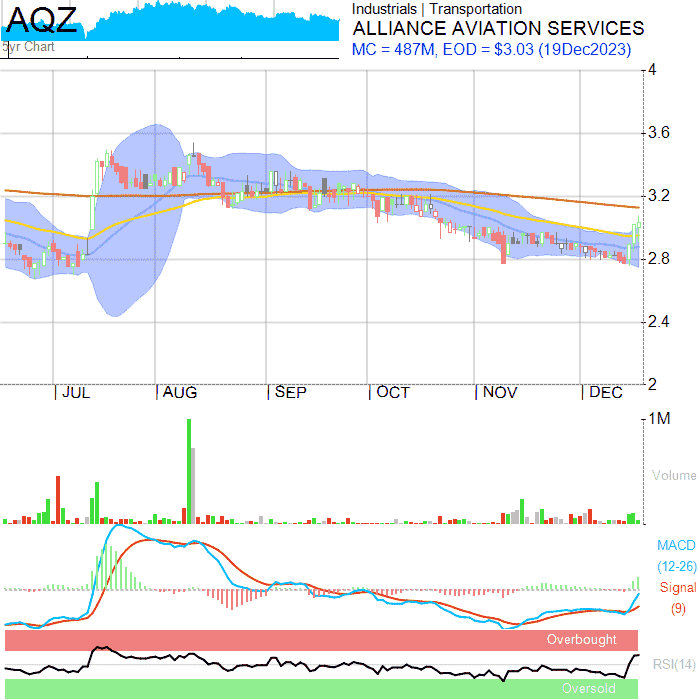 AQZ
5yr Chart
Industrials | Transportation
ALLIANCE AVIATION SERVICES
MC = 487M, EOD = $3.03 (19Dec2023)
4
3.6
3.2
2.8
2.4
2
JUL
AUG
SEP
OCT
NOV
DEC
1M
Volume
MACD
(12-26)
Signal
(9)
Overbought
RSI(14)
Oversold